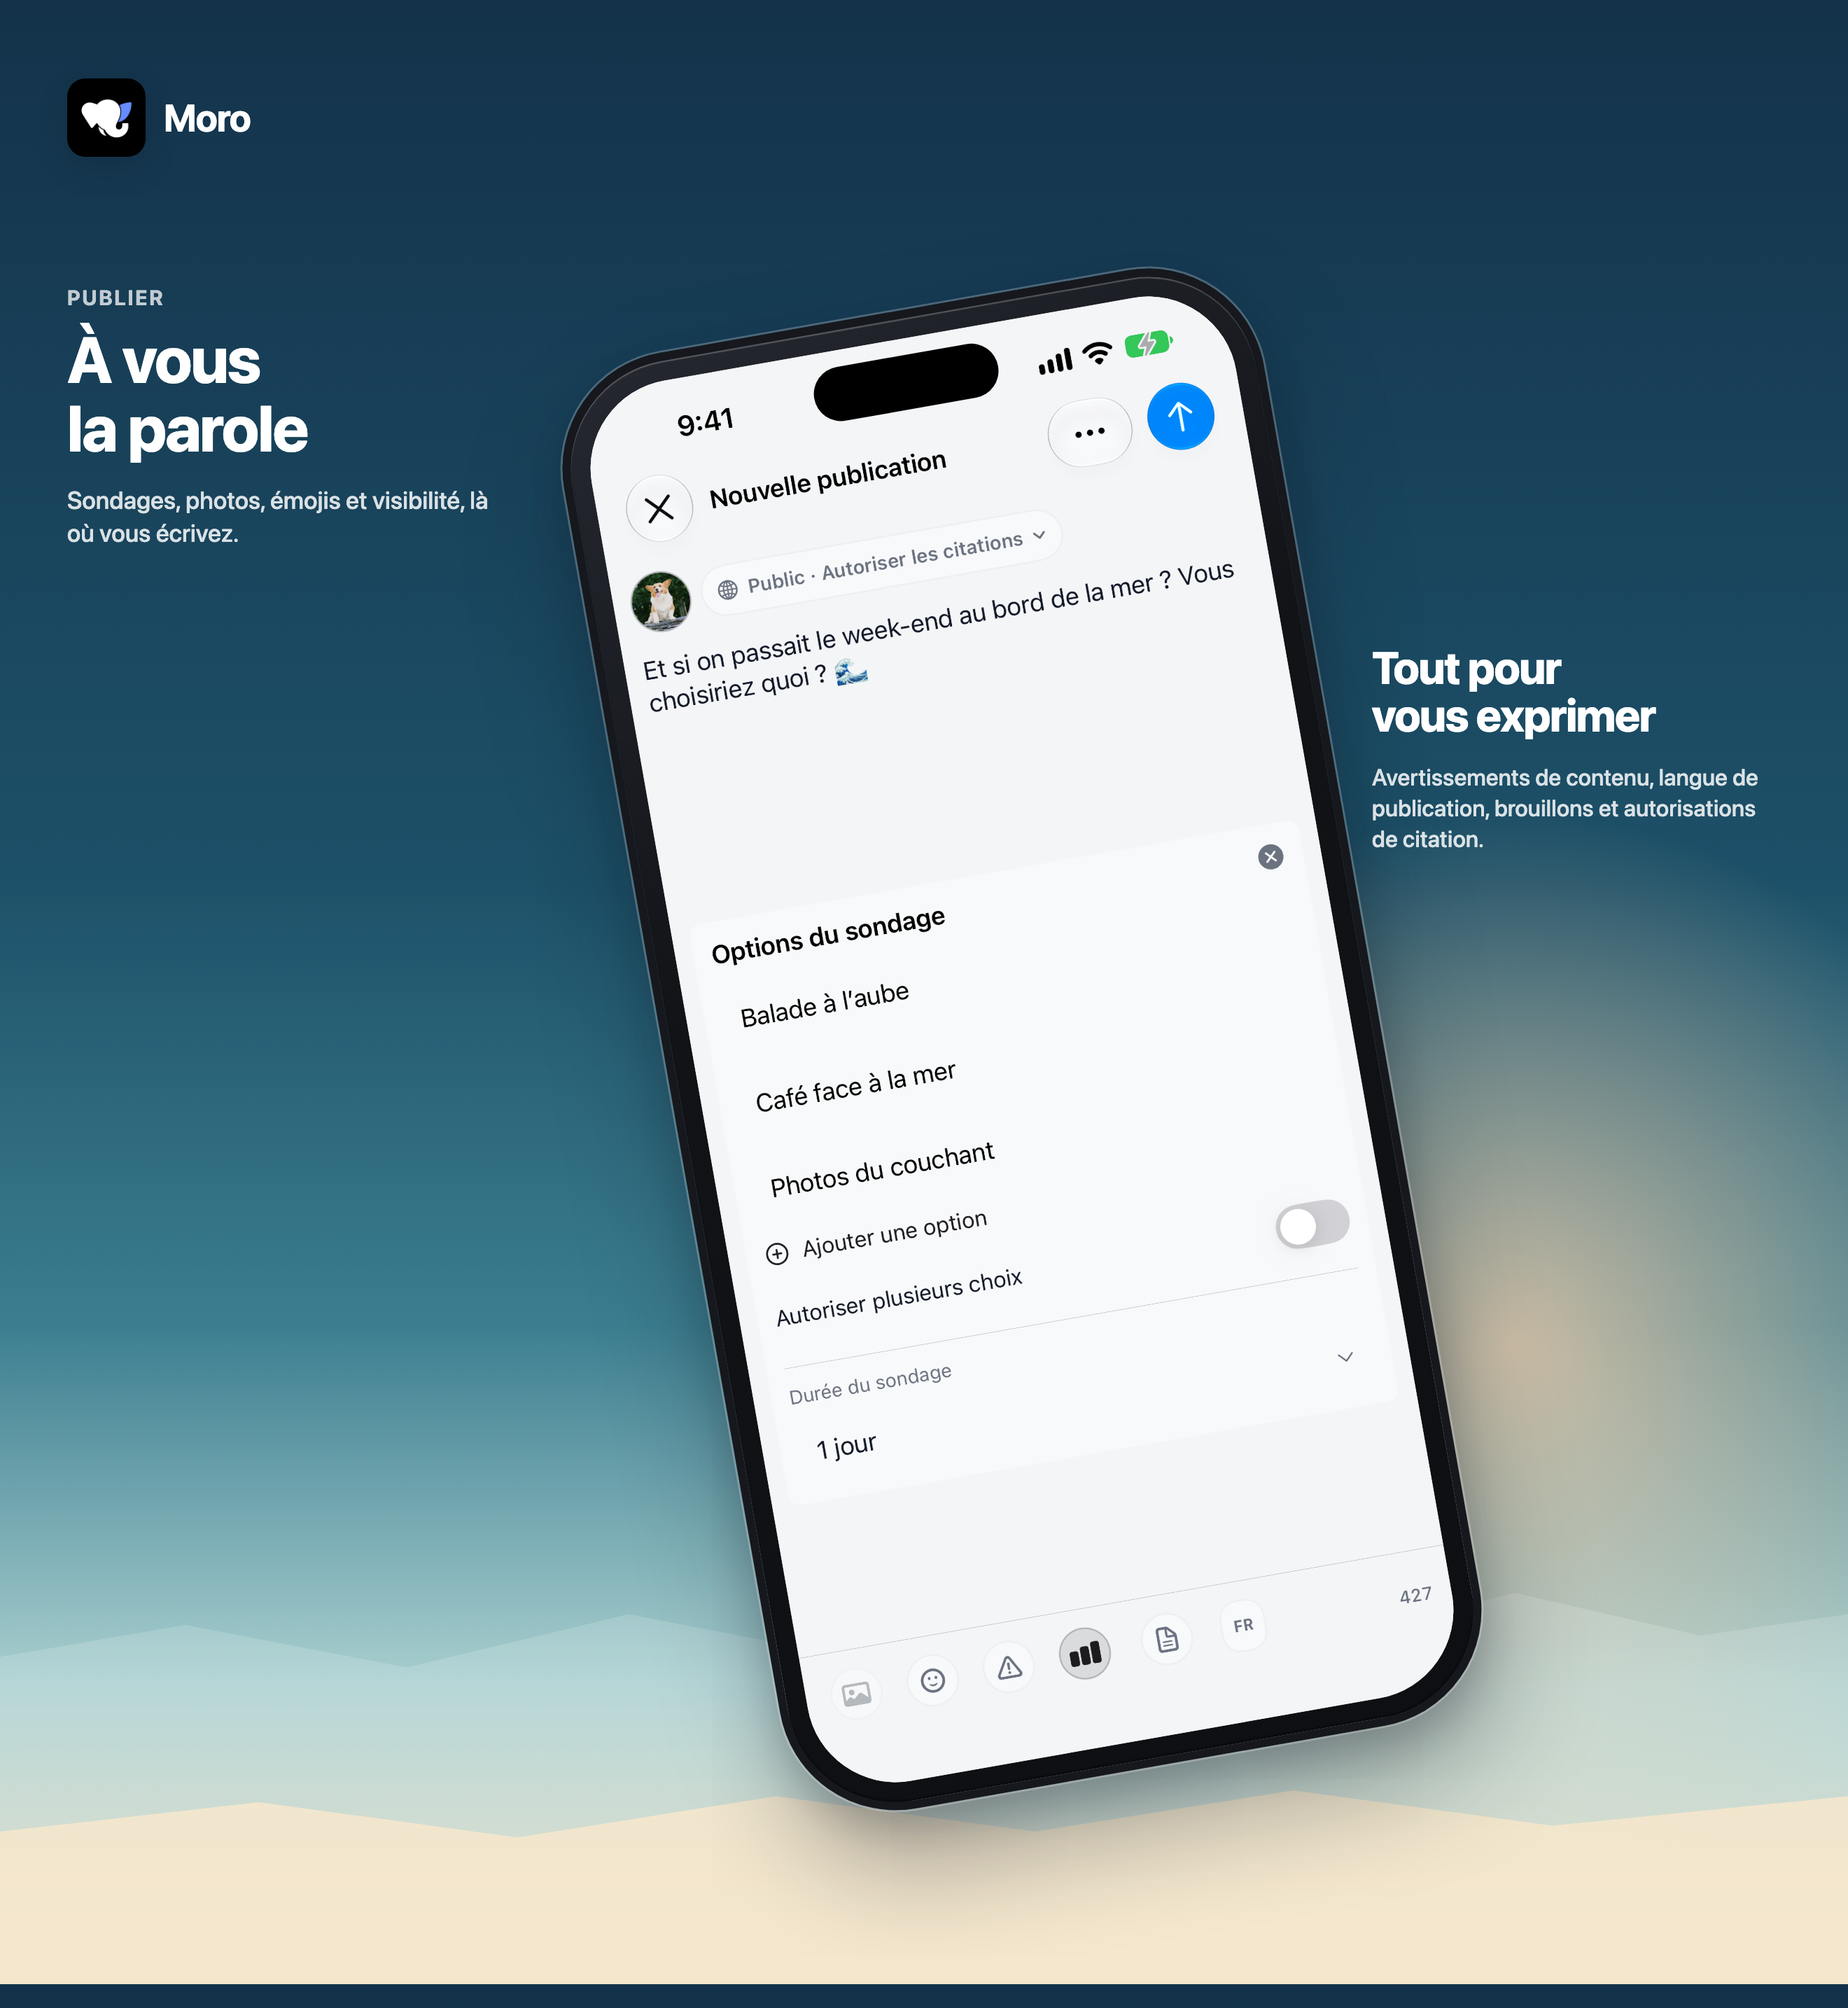 Moro
PUBLIER
À vous
la parole
Sondages, photos, émojis et visibilité, là
où vous écrivez.
9:41
Nouvelle publication
Public · Autoriser les citations
Et si on passait le week-end au bord de la mer ? Vous
choisiriez quoi ? 🌊
Options du sondage
Balade à l’aube
Café face à la mer
Photos du couchant
Ajouter une option
Autoriser plusieurs choix
Durée du sondage
1 jour
FR
427
Tout pour
vous exprimer
Avertissements de contenu, langue de
publication, brouillons et autorisations
de citation.